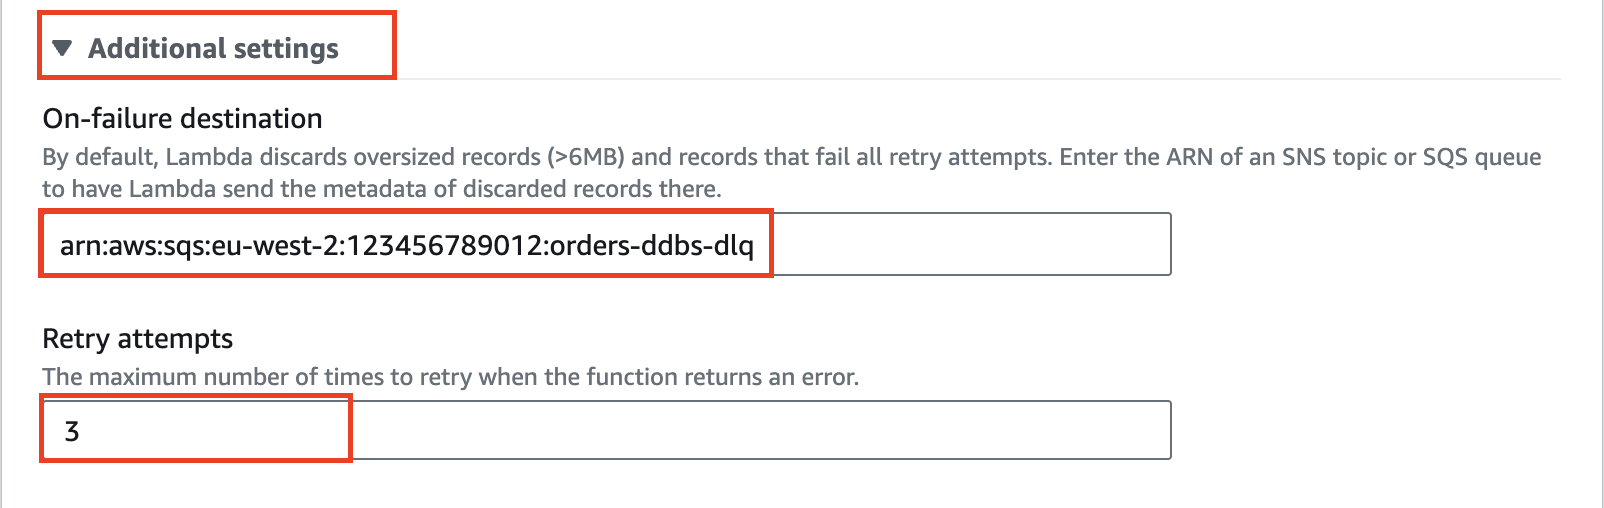 Additional settings
On-failure destination
By default, Lambda discards oversized records (>6MB) and records that fail all retry attempts. Enter the ARN of an SNS topic or SQS queue
to have Lambda send the metadata of discarded records there.
arn:aws:sqs:eu-west-2:123456789012:orders-ddbs-dlq
Retry attempts
The maximum number of times to retry when the function returns an error.
3